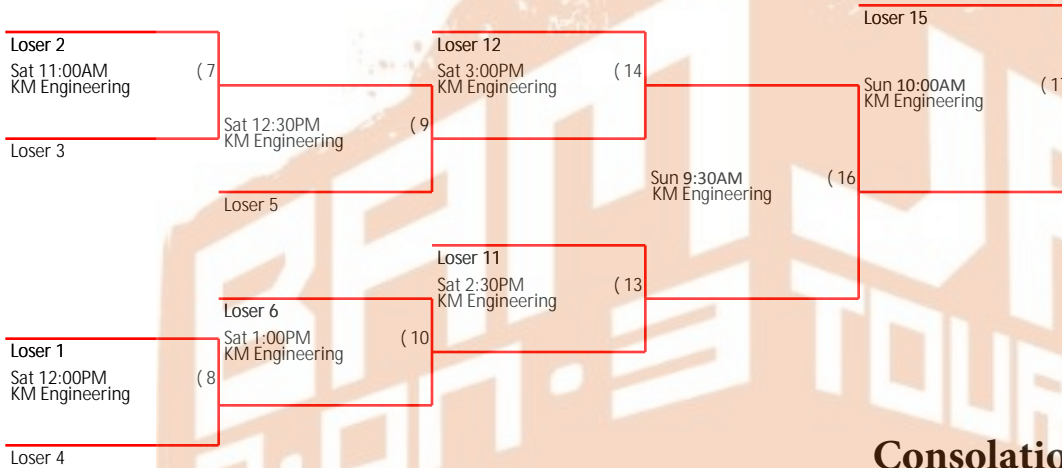 Loser 15
Loser 2
Sat 11:00AM
KM Engineering
( 7
Loser 3
Sat 12:30PM
KM Engineering
( 9
Loser 5
Loser 12
Sat 3:00PM
KM Engineering
( 14
Sun 10:00AM
KM Engineering
Sun 9:30AM
KM Engineering
( 16
Loser 11
Sat 2:30PM
KM Engineering
( 13
Loser 6
Sat 1:00PM
KM Engineering
( 10
Loser 1
Sat 12:00PM
KM Engineering
( 8
Loser 4
3